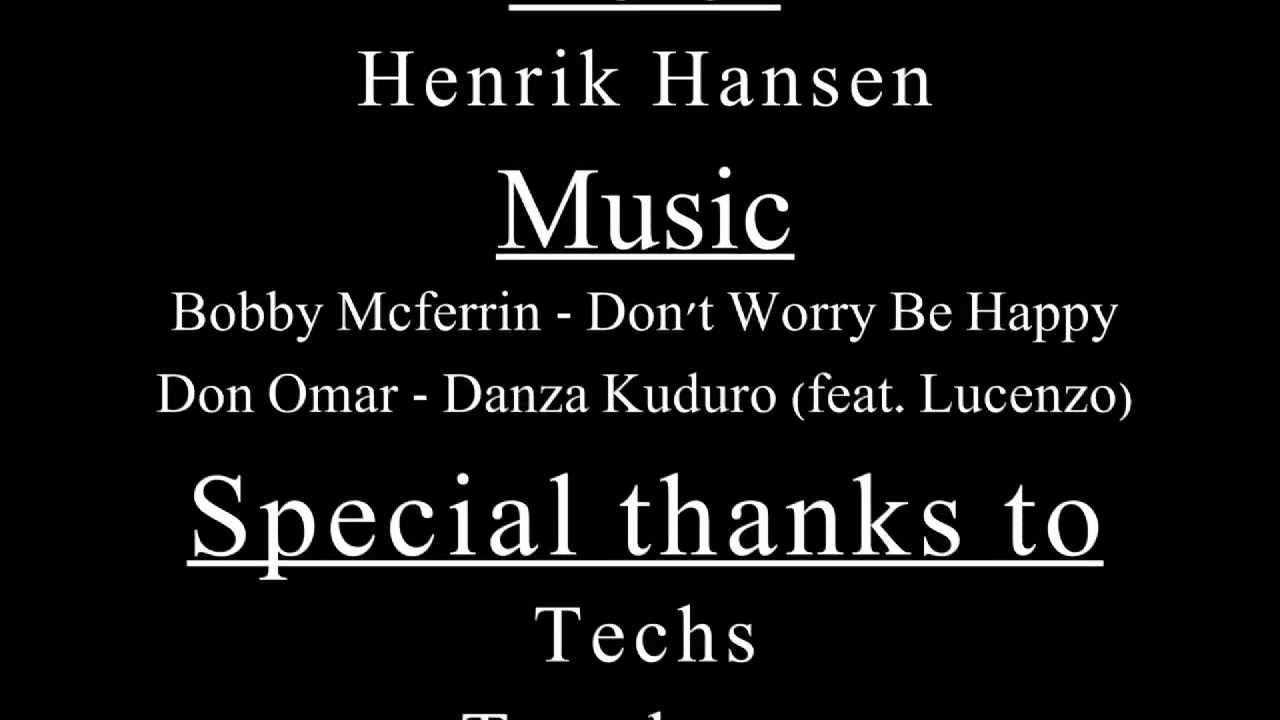 Henrik Hansen
Music
Bobby Mcferrin - Don't Worry Be Happy
Don Omar - Danza Kuduro (feat. Lucenzo)
Special thanks to
Techs